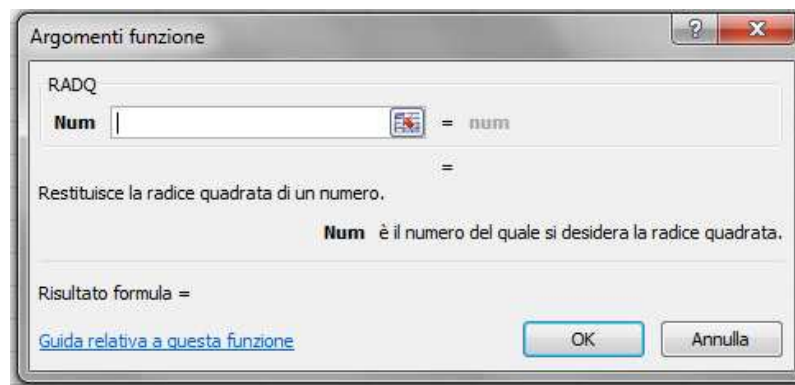 Argomenti funzione
RADQ
Num = num
=
Restituisce la radice quadrata di un numero.
Num è il numero del quale si desidera la radice quadrata.
Risultato formula =
Guida relativa a questa funzione OK Annulla